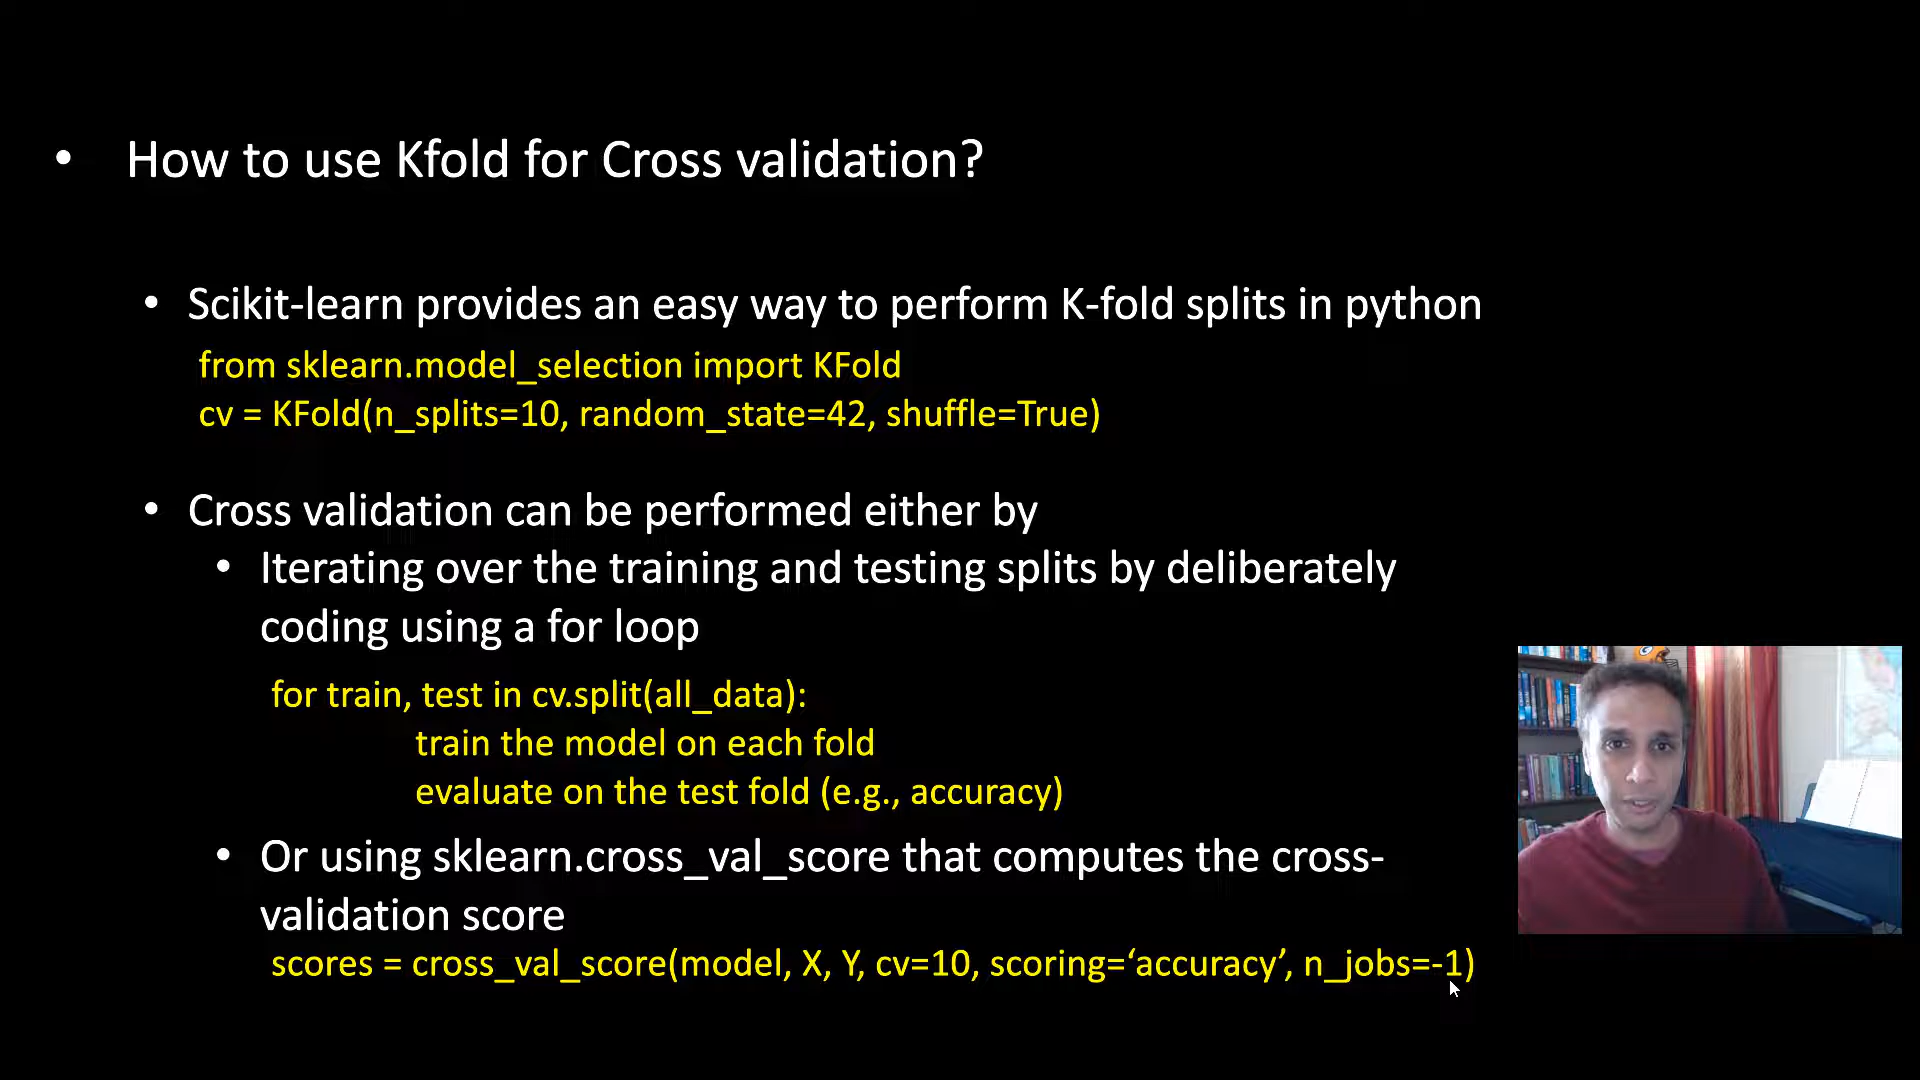 • How to use Kfold for Cross validation?
• Scikit-learn provides an easy way to perform K-fold splits in python
from sklearn.model_selection import KFold
cv = KFold(n_splits=10, random_state=42, shuffle=True)
• Cross validation can be performed either by
• Iterating over the training and testing splits by deliberately
coding using a for loop
for train, test in cv.split(all_data):
train the model on each fold
evaluate on the test fold (e.g., accuracy)
• Or using sklearn.cross_val_score that computes the cross-
validation score
scores = cross_val_score(model, X, Y, cv=10, scoring=‘accuracy’, n_jobs=-1)